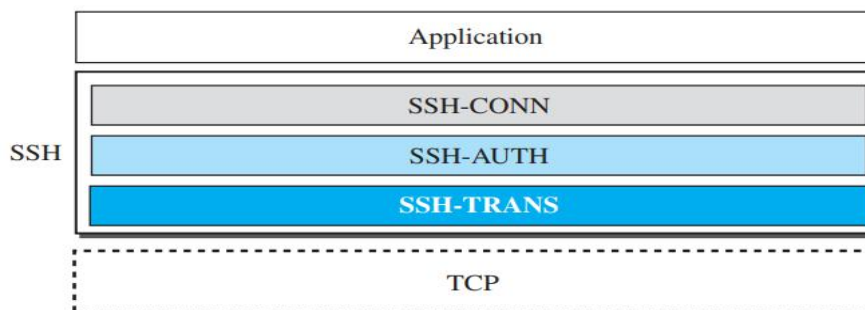 Application
SSH-CONN
SSH
SSH-AUTH
SSH-TRANS
TCP